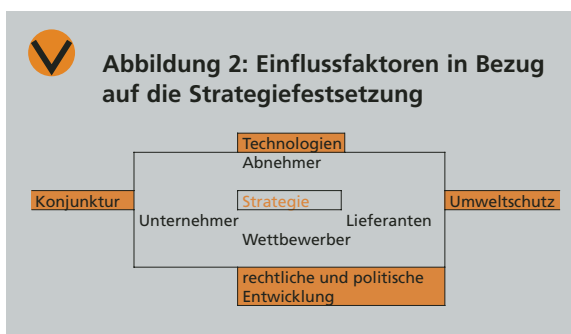 Abbildung 2: Einflussfaktoren in Bezug
auf die Strategiefestsetzung
Technologien
Abnehmer
Konjunktur
Strategie
Umweltschutz
Unternehmer
Lieferanten
Wettbewerber
rechtliche und politische
Entwicklung